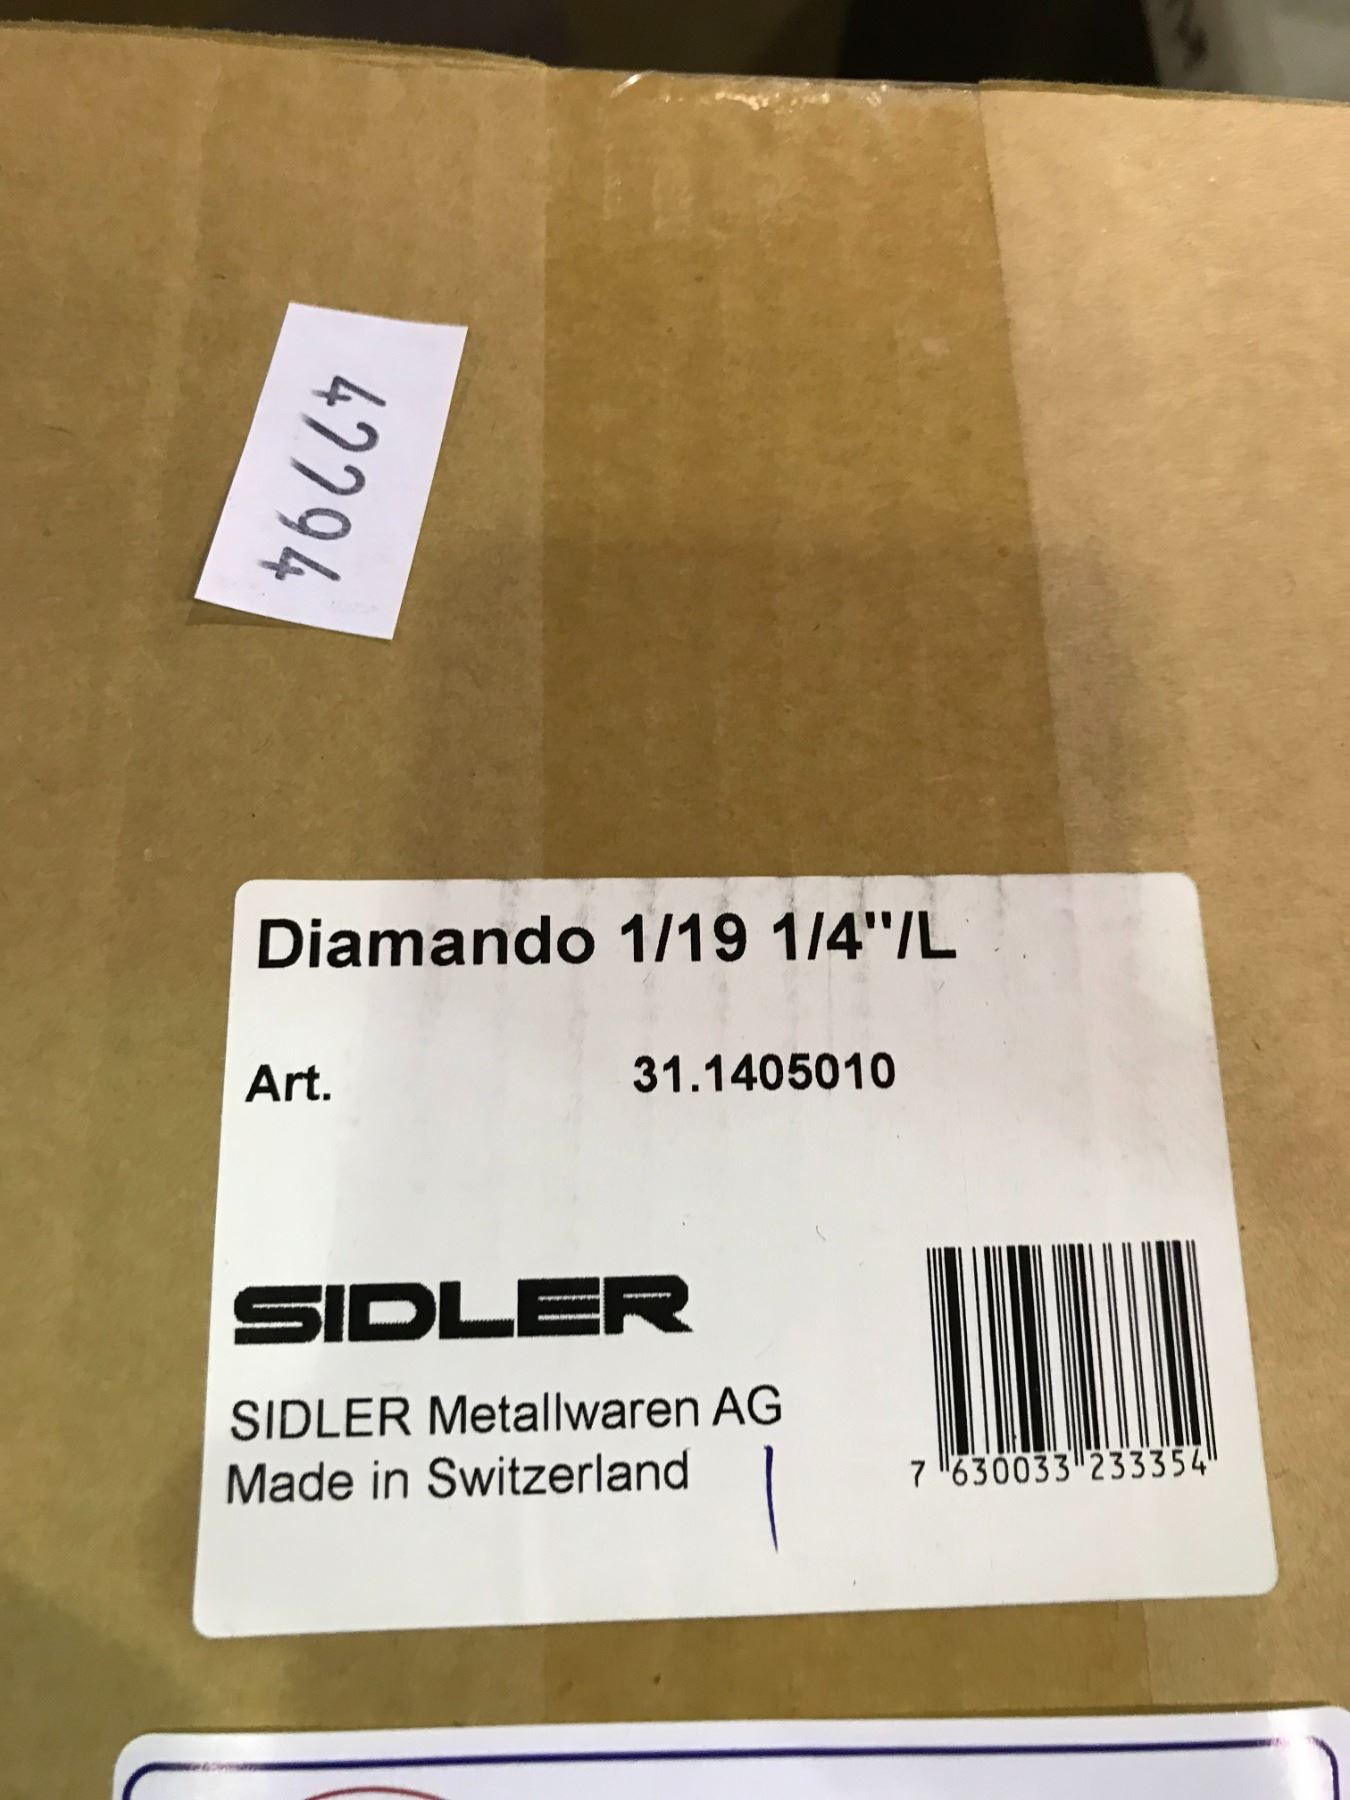 47794
Diamando 1/19 1/4"/L
Art. 31.1405010
SIDLER
SIDLER Metallwaren AG
Made in Switzerland
7 630033 233354